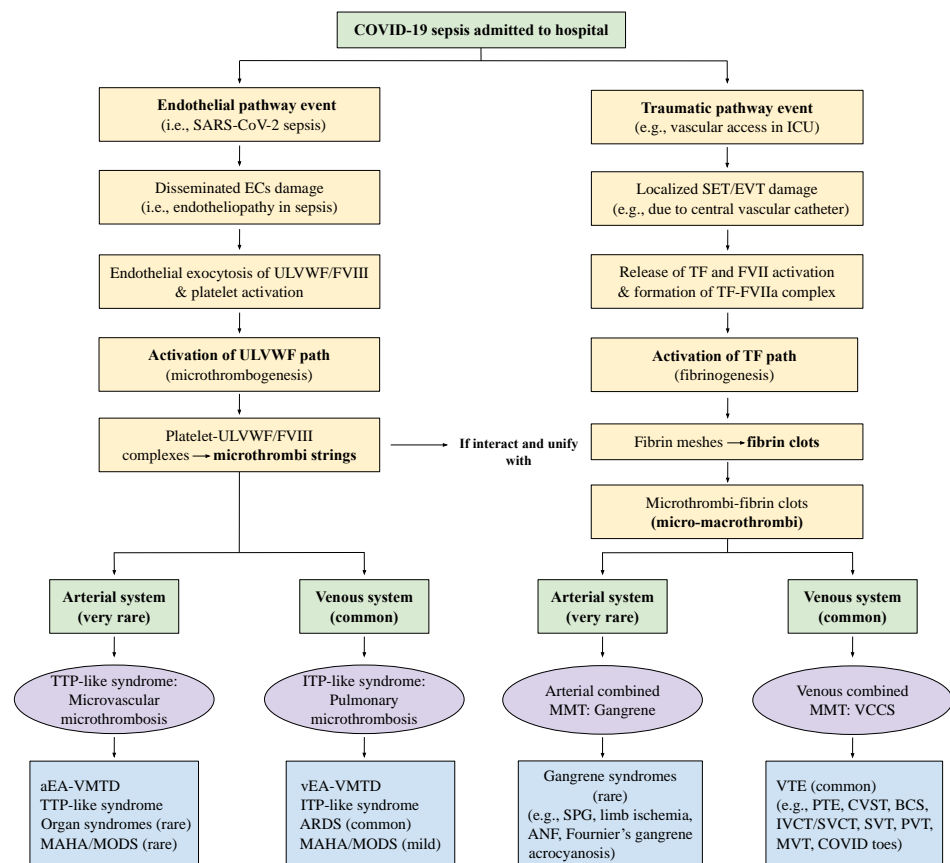 COVID-19 sepsis admitted to hospital
Endothelial pathway event
(i.e., SARS-CoV-2 sepsis)
Traumatic pathway event
(e.g., vascular access in ICU)
Disseminated ECs damage
(i.e., endotheliopathy in sepsis)
Localized SET/EVT damage
(e.g., due to central vascular catheter)
Endothelial exocytosis of ULVWF/FVIII
& platelet activation
Release of TF and FVII activation
& formation of TF-FVIIa complex
Activation of ULVWF path
(microthrombogenesis)
Activation of TF path
(fibrinogenesis)
Platelet-ULVWF/FVIII
complexes → microthrombi strings
If interact and unify
with
Fibrin meshes → fibrin clots
Microthrombi-fibrin clots
(micro-macrothrombi)
Arterial system
(very rare)
Venous system
(common)
Arterial system
(very rare)
Venous system
(common)
TTP-like syndrome:
Microvascular
microthrombosis
ITP-like syndrome:
Pulmonary
microthrombosis
Arterial combined
MMT: Gangrene
Venous combined
MMT: VCCS
aEA-VMTD
TTP-like syndrome
Organ syndromes (rare)
MAHA/MODS (rare)
vEA-VMTD
ITP-like syndrome
ARDS (common)
MAHA/MODS (mild)
Gangrene syndromes
(rare)
(e.g., SPG, limb ischemia,
ANF, Fournier's gangrene
acrocyanosis)
VTE (common)
(e.g., PTE, CVST, BCS,
IVCT/SVCT, SVT, PVT,
MVT, COVID toes)